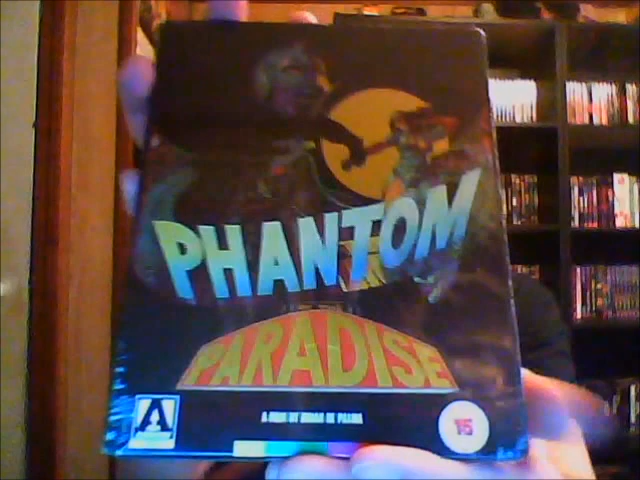 PHANTOM
PARADISE
A FILM BY BRIAN DE PALMA
A
15